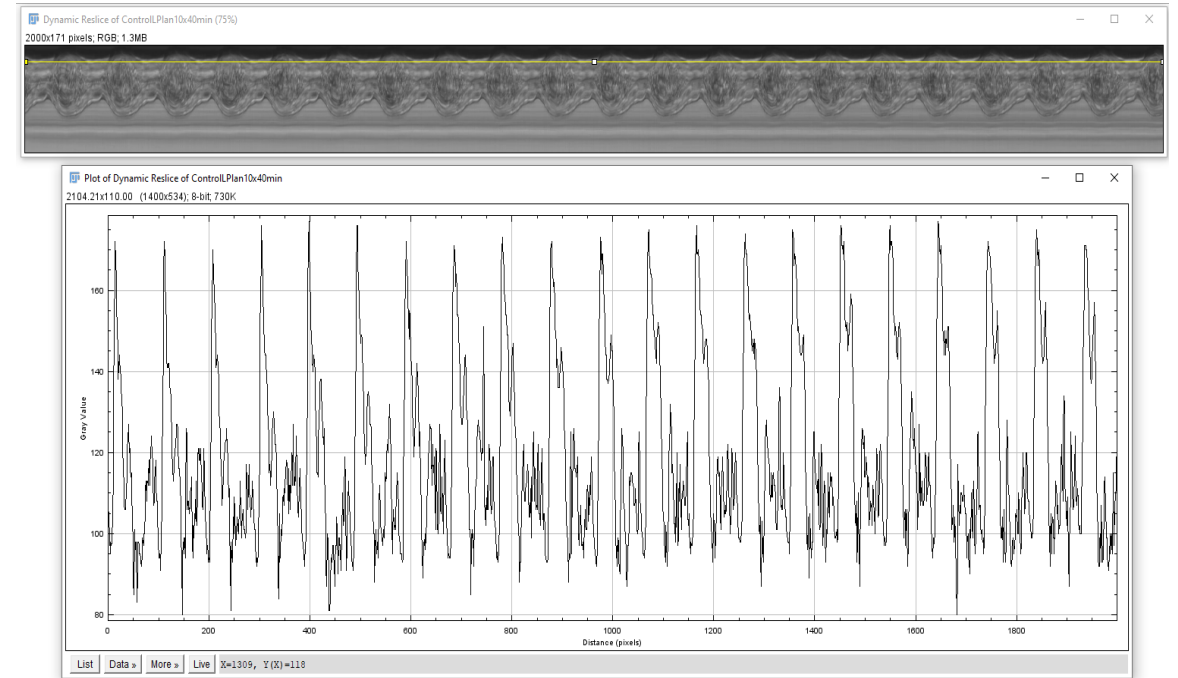 Dynamic Reslice of ControlLPlan10x40min (75%)
2000x171 pixels; RGB; 1.3MB
Plot of Dynamic Reslice of ControlLPlan10x40min
2104.21x110.00 (1400x534); 8-bit; 730K
160
140
120
100
80
Gray Value
0 200 400 600 800 1000 1200 1400 1600 1800
Distance (pixels)
List Data » More » Live X=1309, Y(X)=118